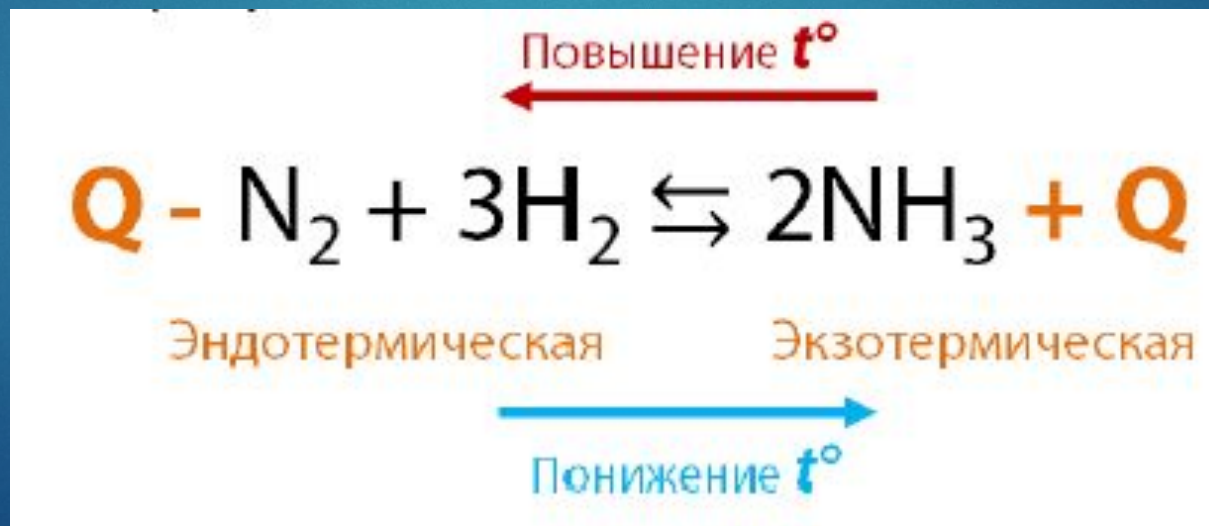 Повышение t°
Q - N₂ + 3H₂ ⇆ 2NH₃ + Q
Эндотермическая Экзотермическая
Понижение t°